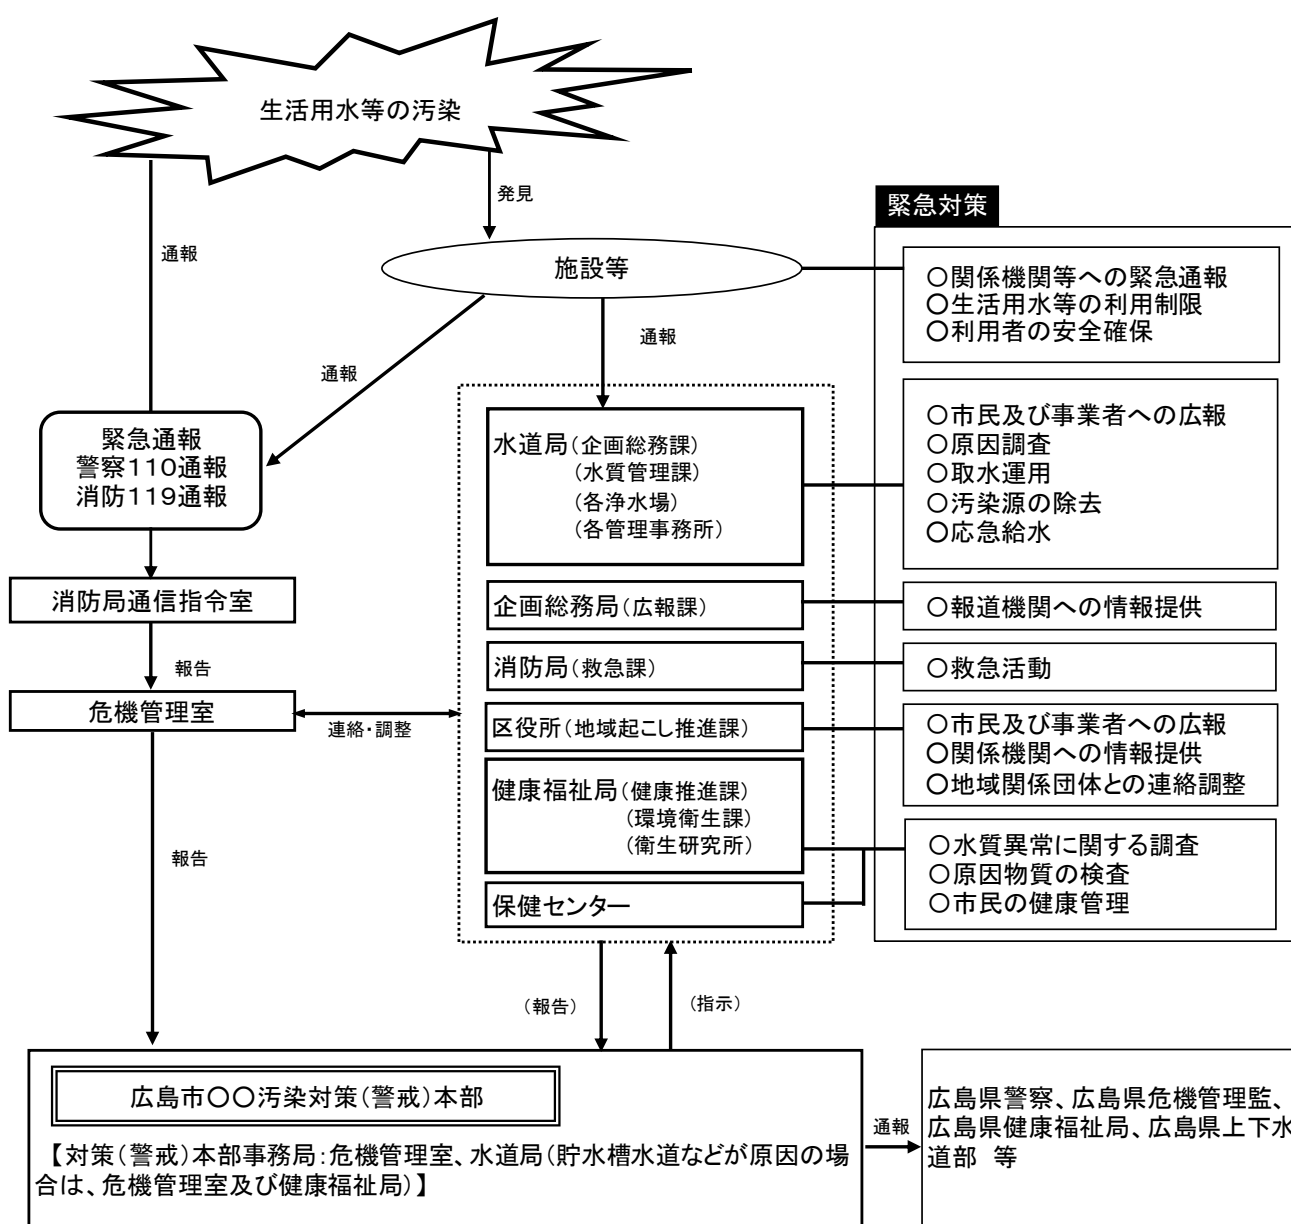 生活用水等の汚染
発見
通報
緊急対策
施設等
○関係機関等への緊急通報
○生活用水等の利用制限
○利用者の安全確保
通報
通報
緊急通報
警察110通報
消防119通報
水道局(企画総務課)
(水質管理課)
(各浄水場)
(各管理事務所)
○市民及び事業者への広報
○原因調査
○取水運用
○汚染源の除去
○応急給水
消防局通信指令室
企画総務局(広報課)
○報道機関への情報提供
報告
消防局(救急課)
○救急活動
危機管理室
連絡・調整
区役所(地域起こし推進課)
○市民及び事業者への広報
○関係機関への情報提供
○地域関係団体との連絡調整
健康福祉局(健康推進課)
(環境衛生課)
(衛生研究所)
○水質異常に関する調査
○原因物質の検査
○市民の健康管理
報告
保健センター
(報告)
(指示)
広島市○○汚染対策(警戒)本部
【対策(警戒)本部事務局:危機管理室、水道局(貯水槽水道などが原因の場
合は、危機管理室及び健康福祉局)】
通報
広島県警察、広島県危機管理監、
広島県健康福祉局、広島県上下水
道部 等